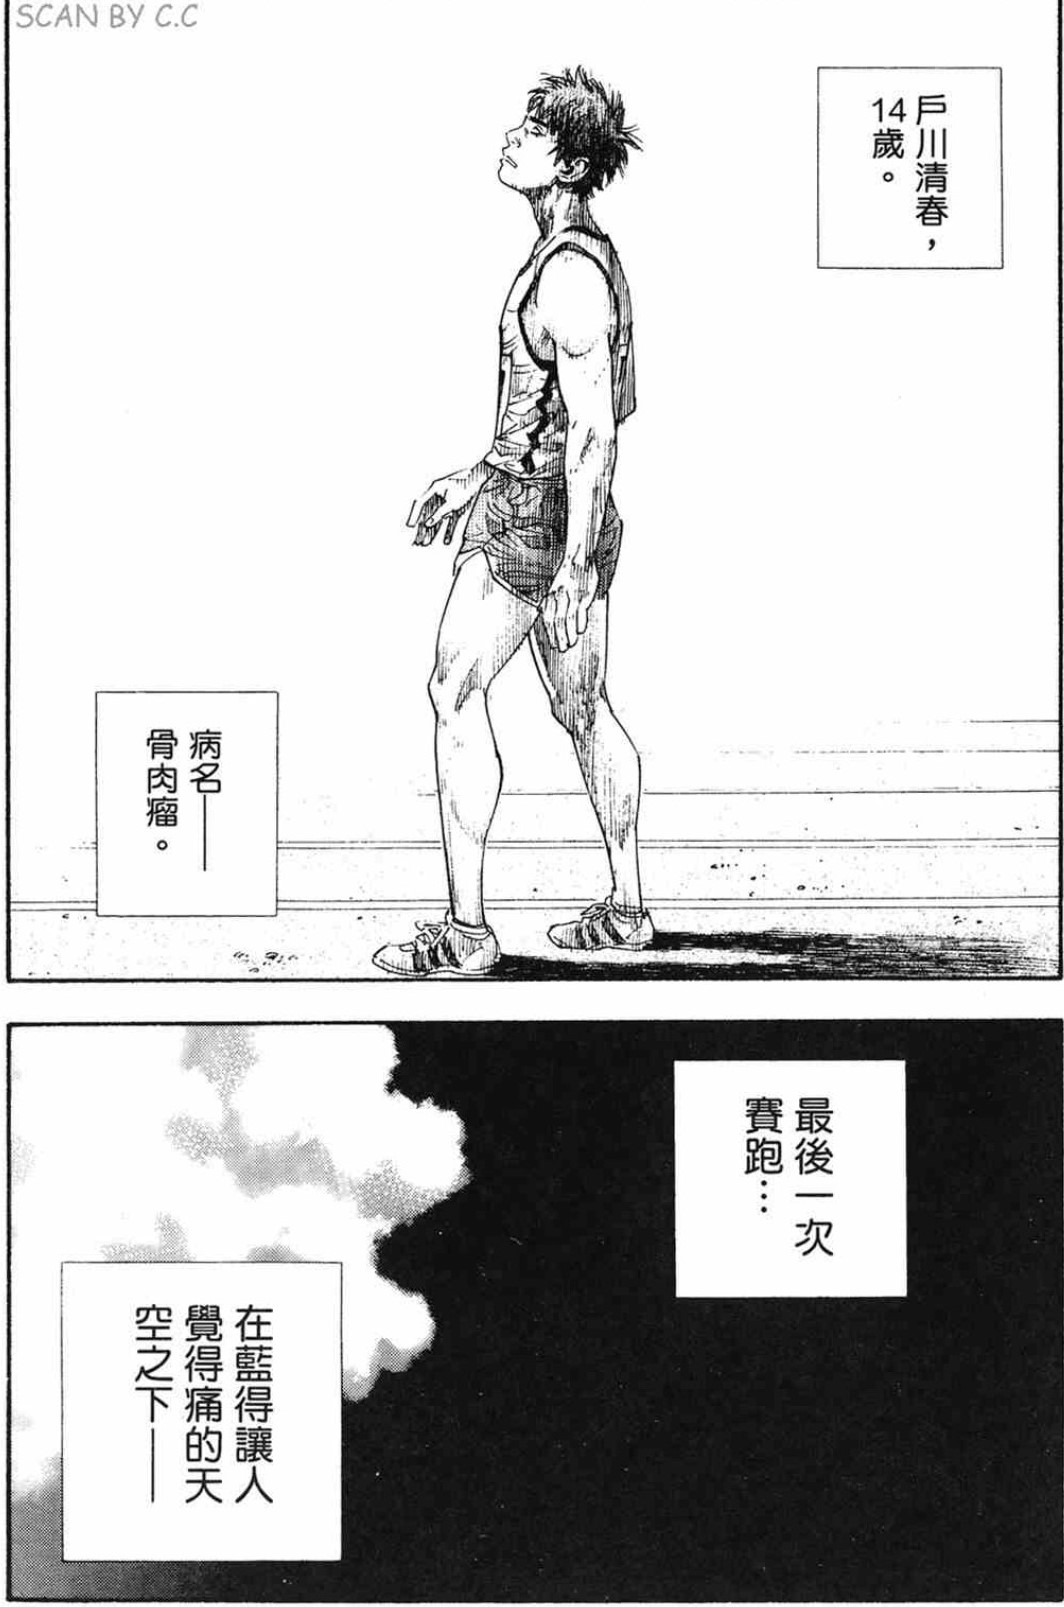 SCAN BY C.C
戶川清春，
14歲。
病名——
骨肉瘤。
最後一次
賽跑…
在藍得讓人
覺得痛的天
空之下——